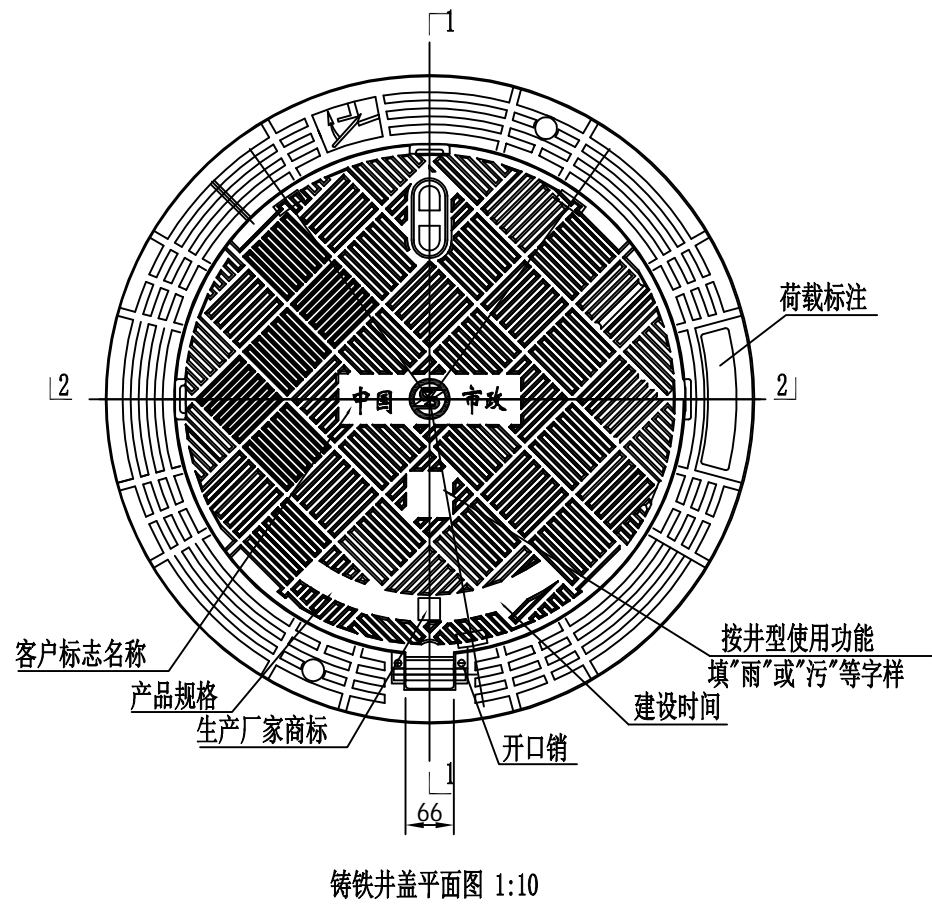 1
荷载标注
2
2
中国
市政
客户标志名称
按井型使用功能
填"雨"或"污"等字样
产品规格
建设时间
生产厂家商标
开口销
1
66
铸铁井盖平面图 1:10